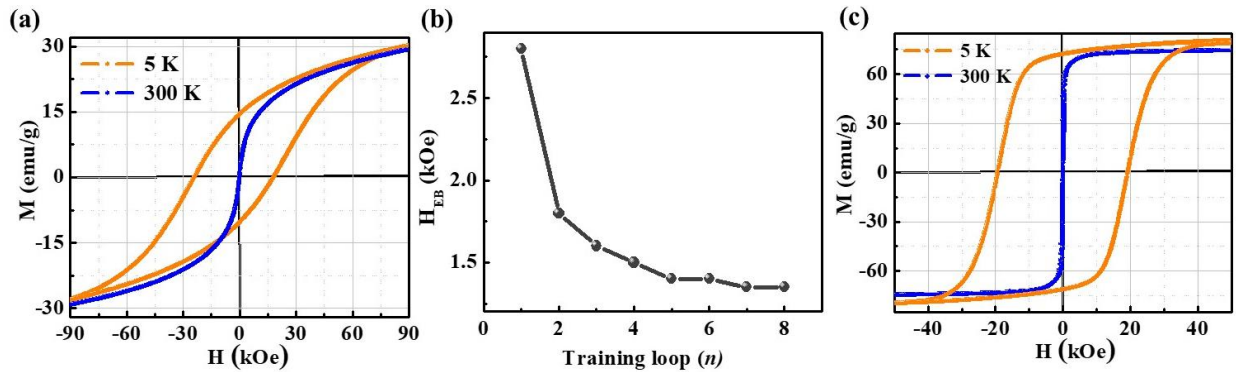 (a)
30
15
0
-15
-30
M (emu/g)
5 K
300 K
-90 -60 -30 0 30 60 90
H (kOe)
(b)
2.5
2.0
1.5
H_EB (kOe)
0 2 4 6 8
Training loop (n)
(c)
60
30
0
-30
-60
M (emu/g)
5 K
300 K
-40 -20 0 20 40
H (kOe)